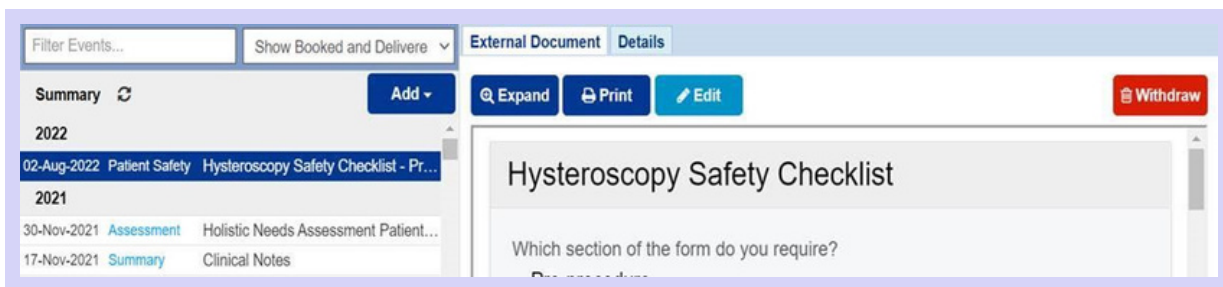 Filter Events...
Show Booked and Delivere
Summary
Add
2022
02-Aug-2022 Patient Safety Hysteroscopy Safety Checklist - Pr...
2021
30-Nov-2021 Assessment Holistic Needs Assessment Patient...
17-Nov-2021 Summary Clinical Notes
External Document Details
Expand Print Edit Withdraw
Hysteroscopy Safety Checklist
Which section of the form do you require?
Pre-procedure